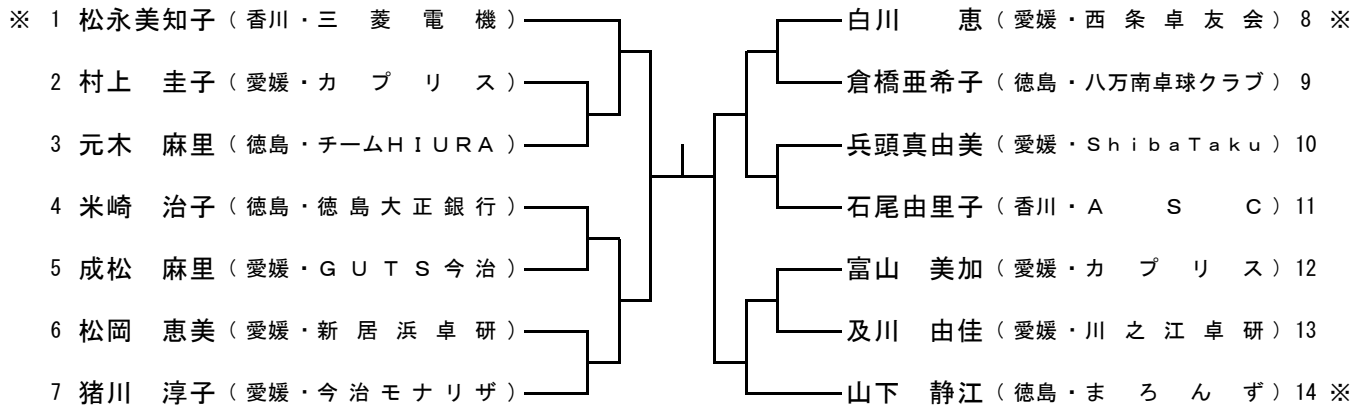 ※ 1 松永美知子 (香川・三菱電機)
2 村上 圭子 (愛媛・カプリス)
3 元木 麻里 (徳島・チームHIURA)
4 米崎 治子 (徳島・徳島大正銀行)
5 成松 麻里 (愛媛・GUTS今治)
6 松岡 恵美 (愛媛・新居浜卓研)
7 猪川 淳子 (愛媛・今治モナリザ)
白川 恵 (愛媛・西条卓友会) 8 ※
倉橋亜希子 (徳島・八万南卓球クラブ) 9
兵頭真由美 (愛媛・ShibaTaku) 10
石尾由里子 (香川・ASC) 11
富山 美加 (愛媛・カプリス) 12
及川 由佳 (愛媛・川之江卓研) 13
山下 静江 (徳島・まろんず) 14 ※